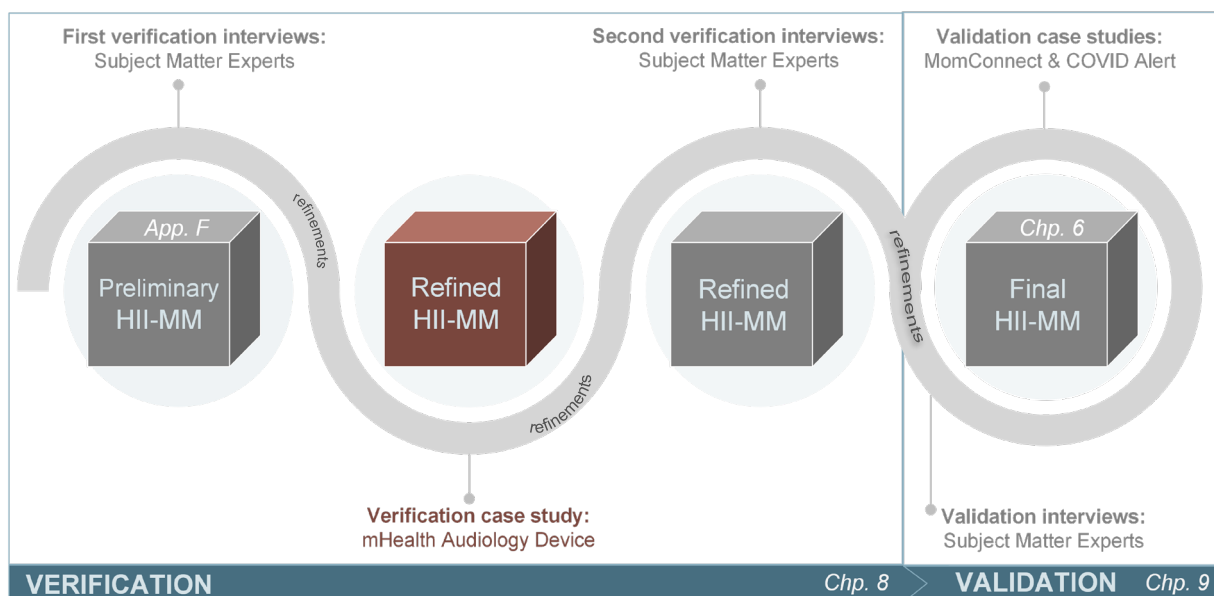 First verification interviews:
Subject Matter Experts
Second verification interviews:
Subject Matter Experts
Validation case studies:
MomConnect & COVID Alert
App. F
Preliminary
HII-MM
refinements
Refined
HII-MM
refinements
Refined
HII-MM
refinements
Chp. 6
Final
HII-MM
Verification case study:
mHealth Audiology Device
Validation interviews:
Subject Matter Experts
VERIFICATION
Chp. 8
VALIDATION
Chp. 9